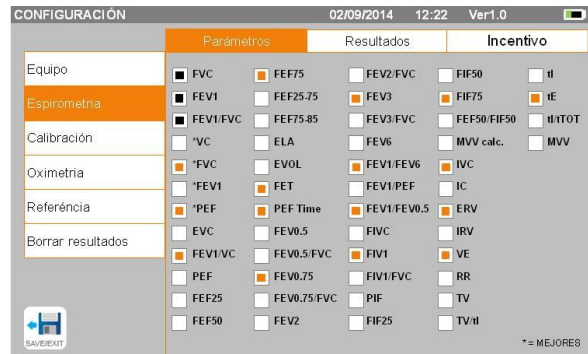 CONFIGURACIÓN 02/09/2014 12:22 Ver1.0
Parámetros Resultados Incentivo
Equipo
Espirometria
Calibración
Oximetria
Referéncia
Borrar resultados
SAVE/EXIT
FVC FEF75 FEV2/FVC FIF50 tl
FEV1 FEF25-75 FEV3 FIF75 tE
FEV1/FVC FEF75-85 FEV3/FVC FEF50/FIF50 tl/tTOT
*VC ELA FEV6 MVV calc. MVV
*FVC EVOL FEV1/FEV6 IVC
*FEV1 FET FEV1/PEF IC
*PEF PEF Time FEV1/FEV0.5 ERV
EVC FEV0.5 FIVC IRV
FEV1/VC FEV0.5/FVC FIV1 VE
PEF FEV0.75 FIV1/FVC RR
FEF25 FEV0.75/FVC PIF TV
FEF50 FEV2 FIF25 TV/tl
*= MEJORES